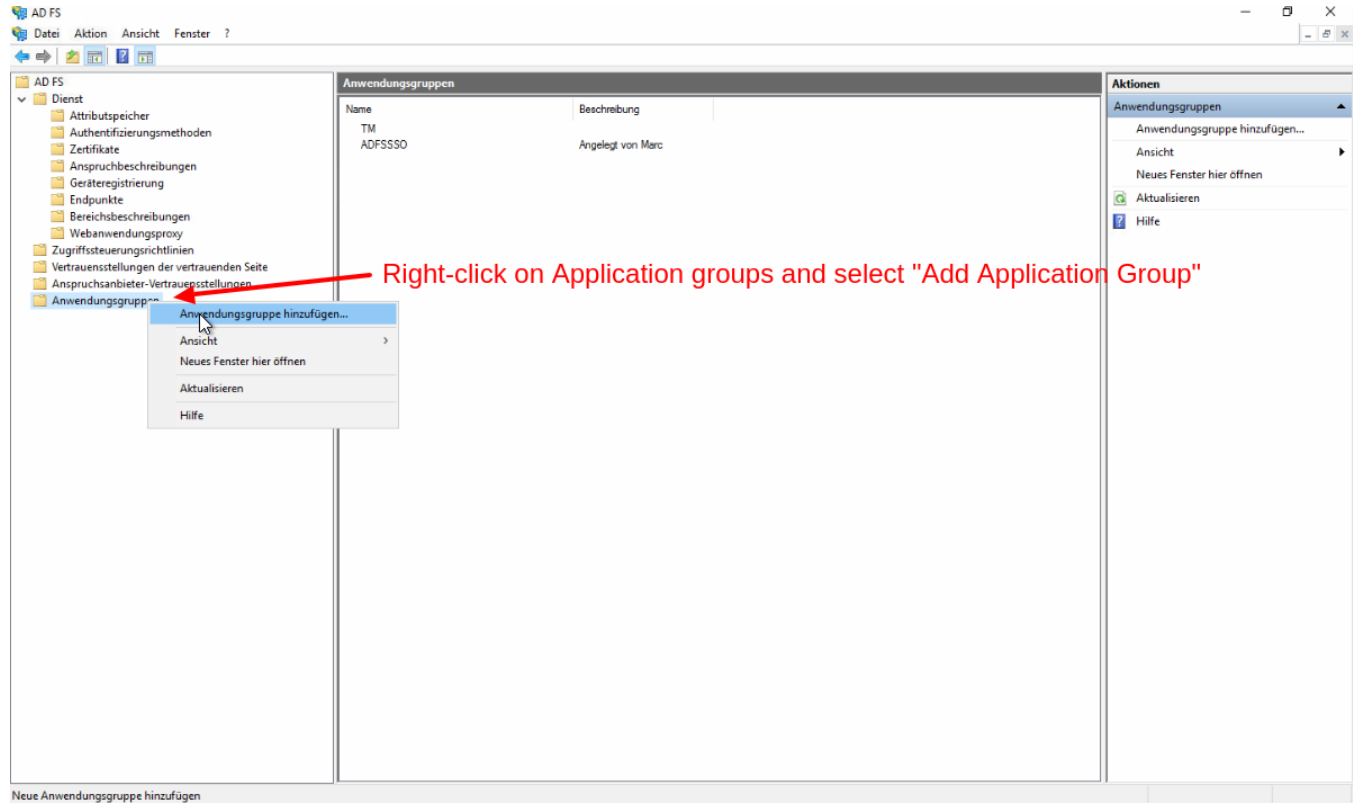 AD FS
Datei Aktion Ansicht Fenster ?
AD FS
Dienst
Attributspeicher
Authentifizierungsmethoden
Zertifikate
Anspruchbeschreibungen
Geräteregistrierung
Endpunkte
Bereichsbeschreibungen
Webanwendungsproxy
Zugriffssteuerungsrichtlinien
Vertrauensstellungen der vertrauenden Seite
Anspruchsanbieter-Vertrauensstellungen
Anwendungsgruppen
Anwendungsgruppe hinzufügen...
Ansicht
Neues Fenster hier öffnen
Aktualisieren
Hilfe
Anwendungsgruppen
Name Beschreibung
TM
ADFSSSO Angelegt von Marc
Right-click on Application groups and select "Add Application Group"
Aktionen
Anwendungsgruppen
Anwendungsgruppe hinzufügen...
Ansicht
Neues Fenster hier öffnen
Aktualisieren
Hilfe
Neue Anwendungsgruppe hinzufügen